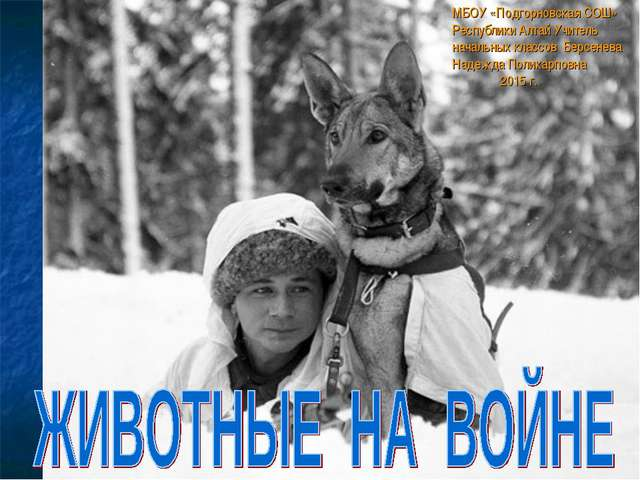 МБОУ «Подгорновская СОШ»
Республики Алтай Учитель
начальных классов Берсенева
Надежда Поликарповна
2015 г.
ЖИВОТНЫЕ НА ВОЙНЕ